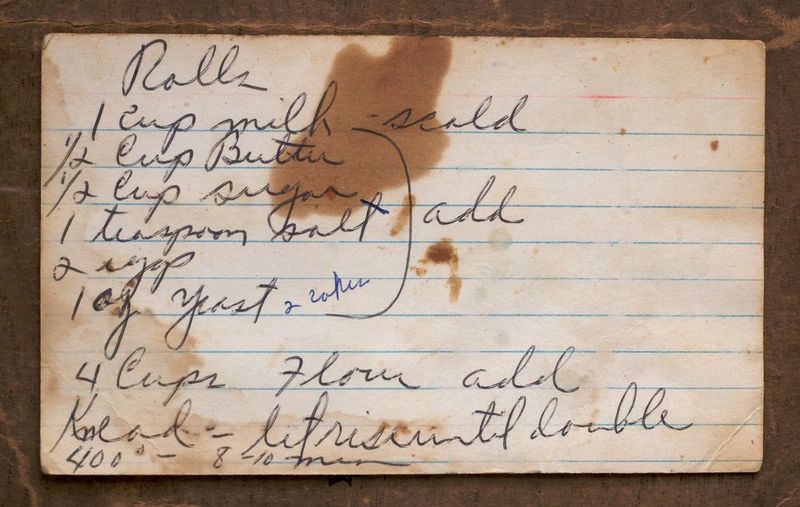 Rolls
1 Cup milk - scald
1/2 Cup Butter
1/2 Cup sugar
1 teaspoon salt add
2 eggs
1 oz yeast 2 cakes
4 Cups Flour add
Knead - let rise until double
400° - 8-10 min